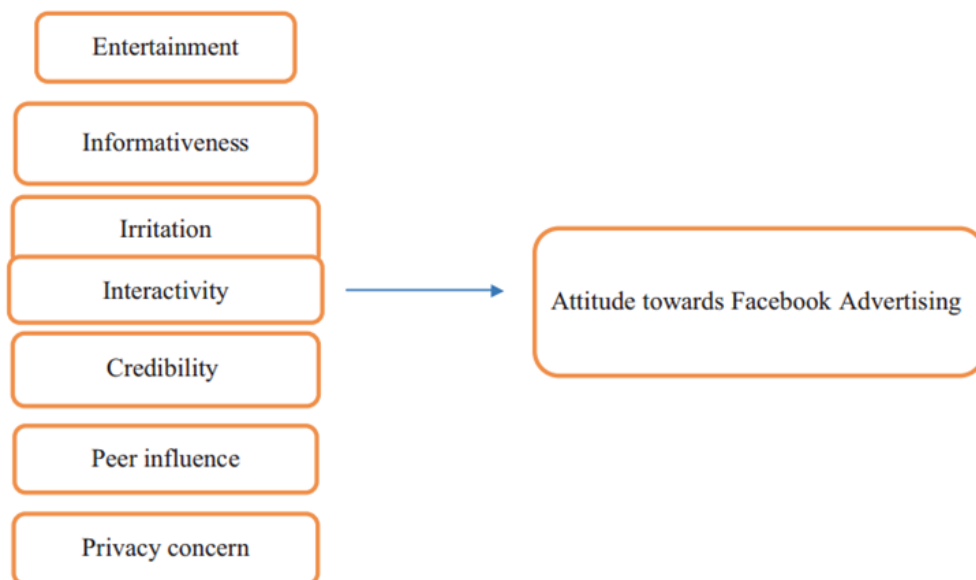 Entertainment
Informativeness
Irritation
Interactivity
Credibility
Peer influence
Privacy concern
Attitude towards Facebook Advertising